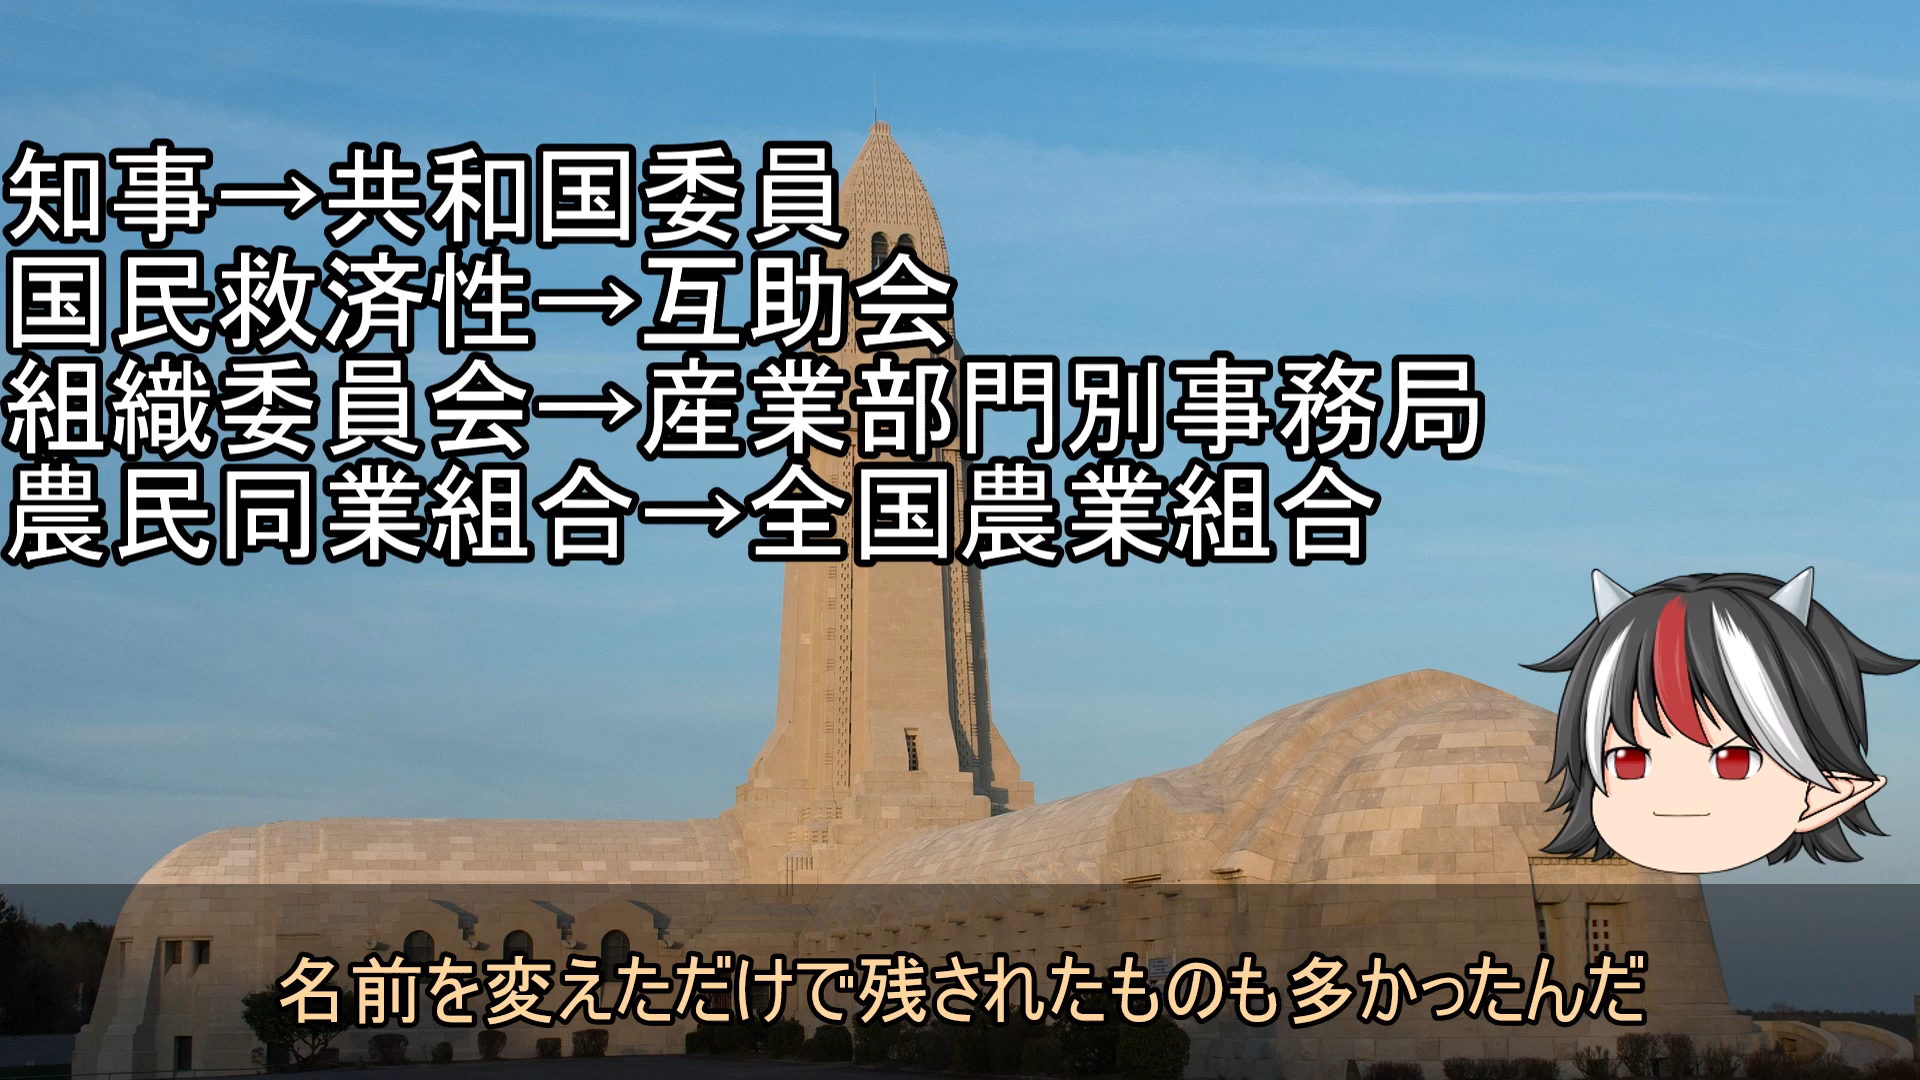 知事→共和国委員
国民救済性→互助会
組織委員会→産業部門別事務局
農民同業組合→全国農業組合
名前を変えただけで残されたものも多かったんだ